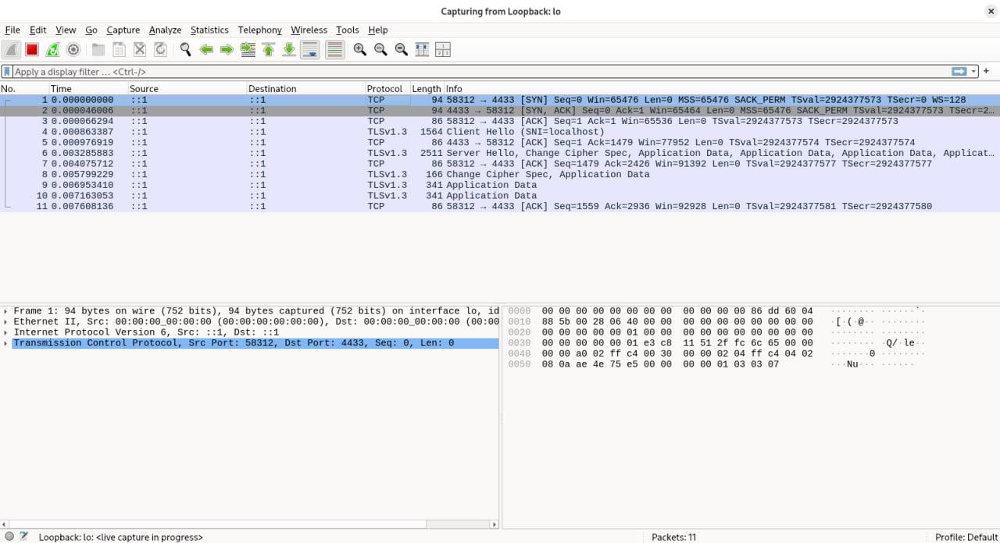 Capturing from Loopback: lo
File Edit View Go Capture Analyze Statistics Telephony Wireless Tools Help
Apply a display filter … <Ctrl-/>
No. Time Source Destination Protocol Length Info
1 0.000000000 ::1 ::1 TCP 94 58312 → 4433 [SYN] Seq=0 Win=65476 Len=0 MSS=65476 SACK_PERM TSval=2924377573 TSecr=0 WS=128
2 0.000046006 ::1 ::1 TCP 94 4433 → 58312 [SYN, ACK] Seq=0 Ack=1 Win=65464 Len=0 MSS=65476 SACK_PERM TSval=2924377573 TSecr=2…
3 0.000066294 ::1 ::1 TCP 86 58312 → 4433 [ACK] Seq=1 Ack=1 Win=65536 Len=0 TSval=2924377573 TSecr=2924377573
4 0.000863387 ::1 ::1 TLSv1.3 1564 Client Hello (SNI=localhost)
5 0.000976919 ::1 ::1 TCP 86 4433 → 58312 [ACK] Seq=1 Ack=1479 Win=77952 Len=0 TSval=2924377574 TSecr=2924377574
6 0.003285883 ::1 ::1 TLSv1.3 2511 Server Hello, Change Cipher Spec, Application Data, Application Data, Application Data, Applicat…
7 0.004075712 ::1 ::1 TCP 86 58312 → 4433 [ACK] Seq=1479 Ack=2426 Win=91392 Len=0 TSval=2924377577 TSecr=2924377577
8 0.005799229 ::1 ::1 TLSv1.3 166 Change Cipher Spec, Application Data
9 0.006953410 ::1 ::1 TLSv1.3 341 Application Data
10 0.007163053 ::1 ::1 TLSv1.3 341 Application Data
11 0.007608136 ::1 ::1 TCP 86 58312 → 4433 [ACK] Seq=1559 Ack=2936 Win=92928 Len=0 TSval=2924377581 TSecr=2924377580
Frame 1: 94 bytes on wire (752 bits), 94 bytes captured (752 bits) on interface lo, id
Ethernet II, Src: 00:00:00_00:00:00 (00:00:00:00:00:00), Dst: 00:00:00_00:00:00 (00:00
Internet Protocol Version 6, Src: ::1, Dst: ::1
Transmission Control Protocol, Src Port: 58312, Dst Port: 4433, Seq: 0, Len: 0
0000 00 00 00 00 00 00 00 00 00 00 00 00 86 dd 60 04 ········ ······`·
0010 80 5b 00 28 06 40 00 00 00 00 00 00 00 00 00 00 ·[·(·@·· ········
0020 00 00 00 00 00 01 00 00 00 00 00 00 00 00 00 00 ········ ········
0030 00 00 00 00 00 01 e3 c8 11 51 2f fc 6c 65 00 00 ········ ·Q/·le··
0040 00 00 a0 02 ff c4 00 30 00 00 02 04 ff c4 04 02 ·······0 ········
0050 08 0a ae 4e 75 e5 00 00 00 00 01 03 03 07 ···Nu··· ······
Loopback: lo: <live capture in progress>
Packets: 11
Profile: Default